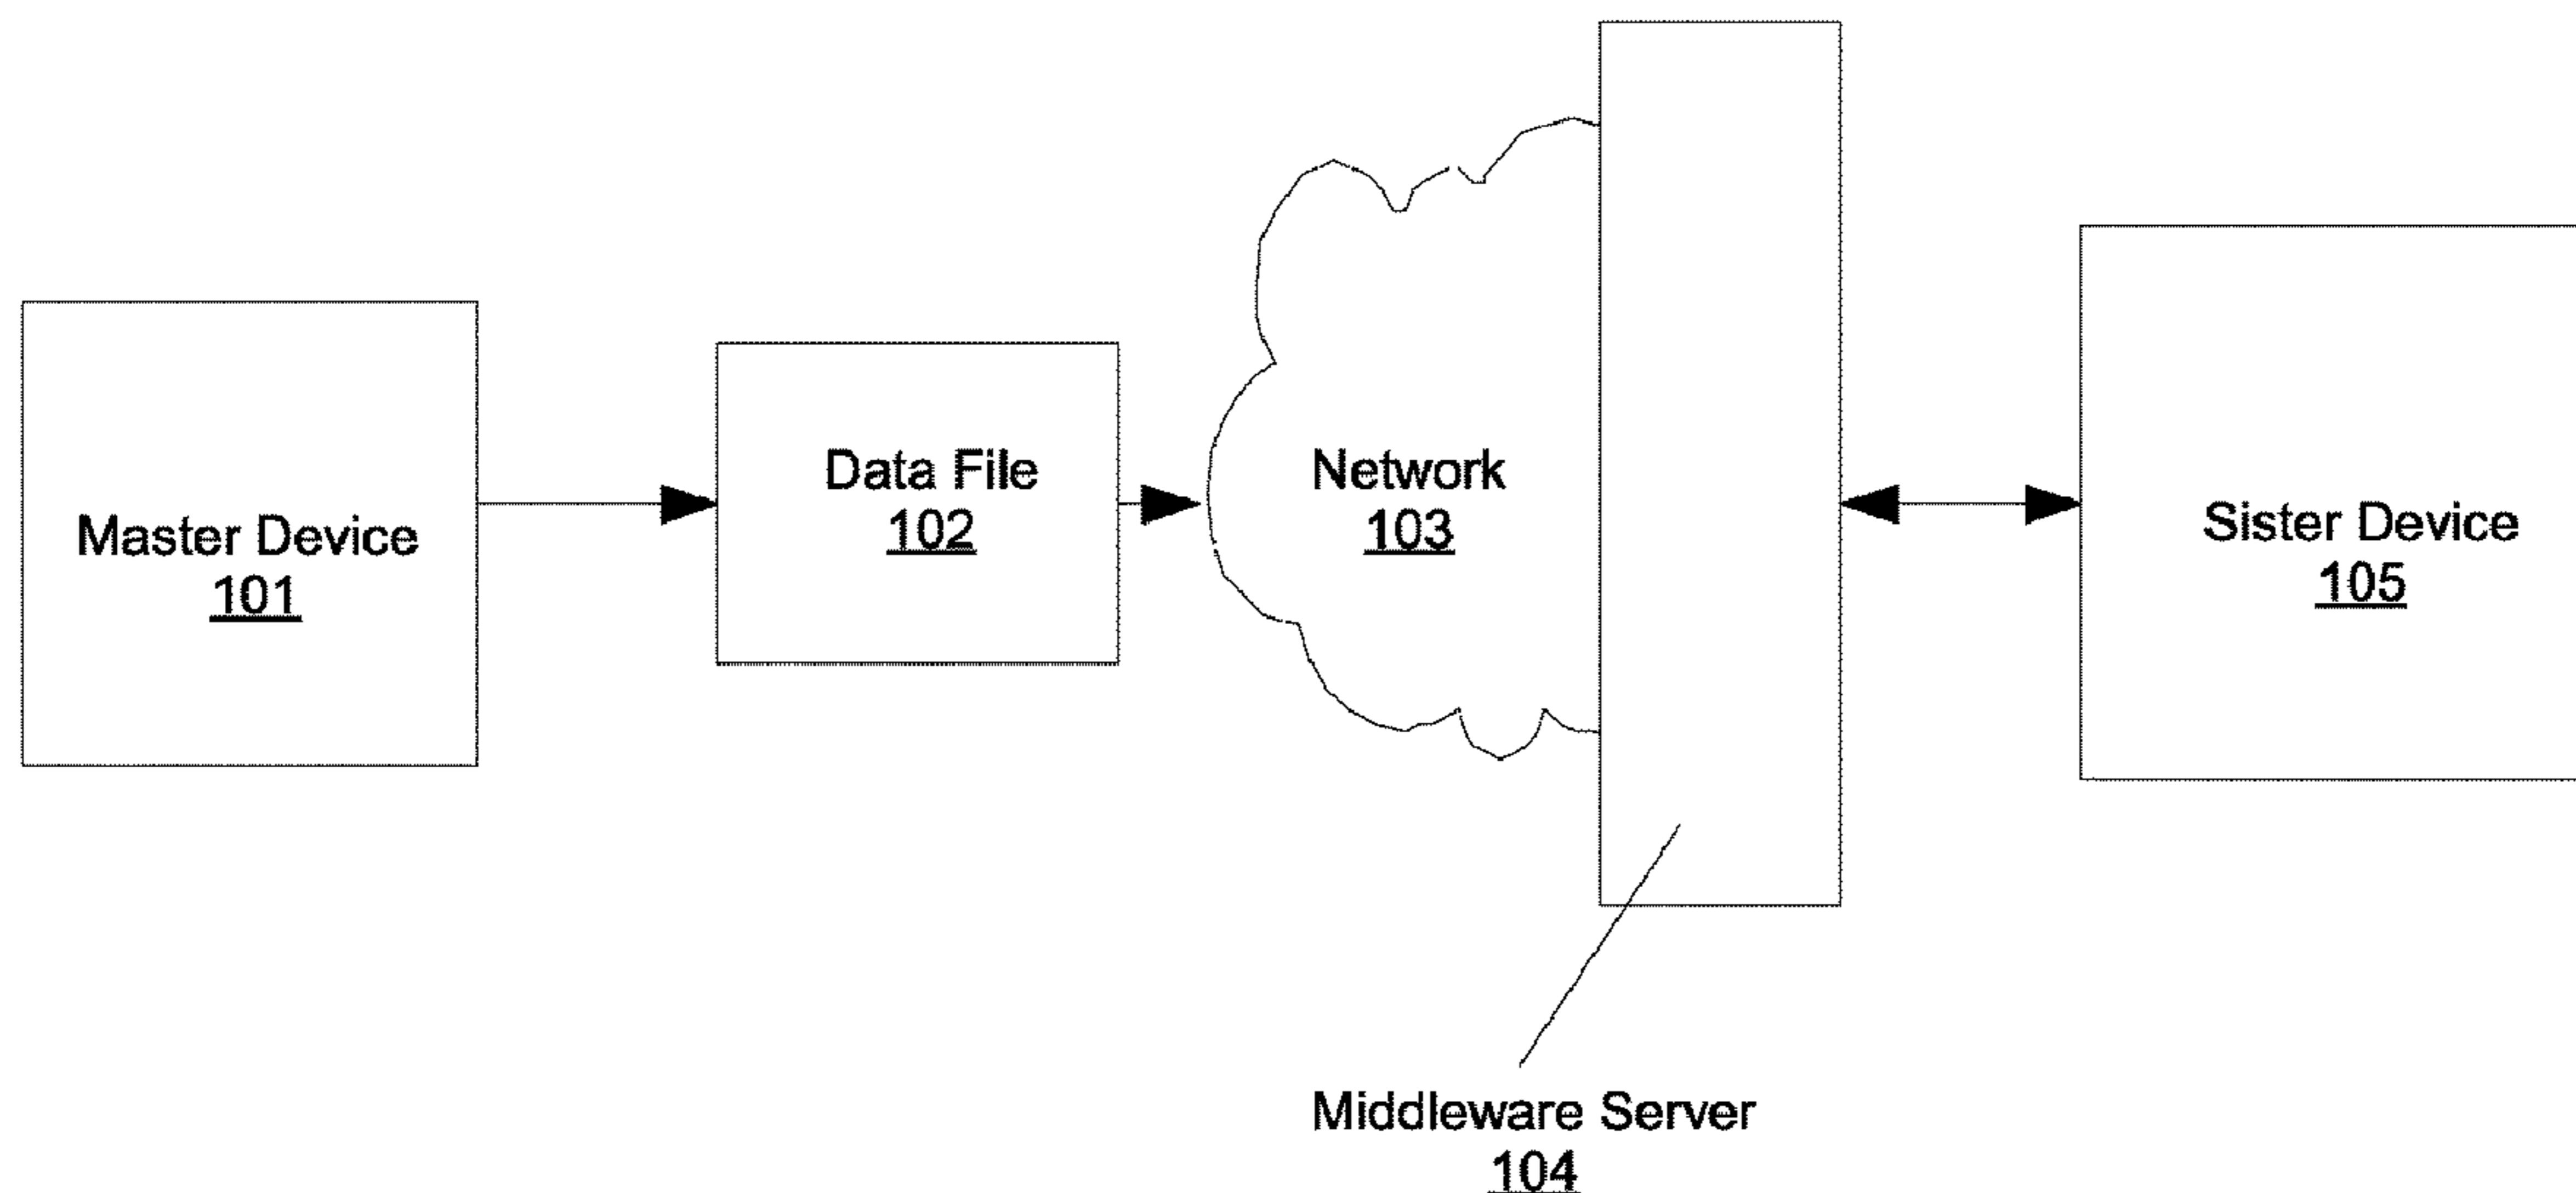 Master Device
101
Data File
102
Network
103
Sister Device
105
Middleware Server
104